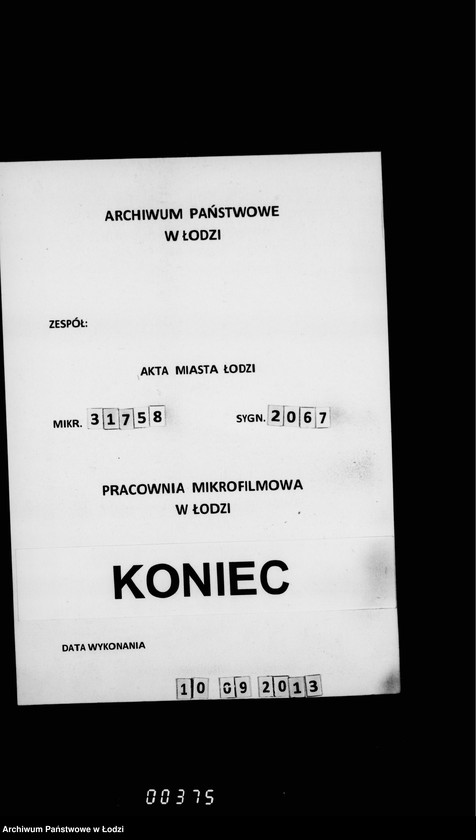 ARCHIWUM PAŃSTWOWE
W ŁODZI
ZESPÓŁ:
AKTA MIASTA ŁODZI
MIKR. 31758 SYGN. 2067
PRACOWNIA MIKROFILMOWA
W ŁODZI
KONIEC
DATA WYKONANIA
10 09 2013
00375
Archiwum Państwowe w Łodzi